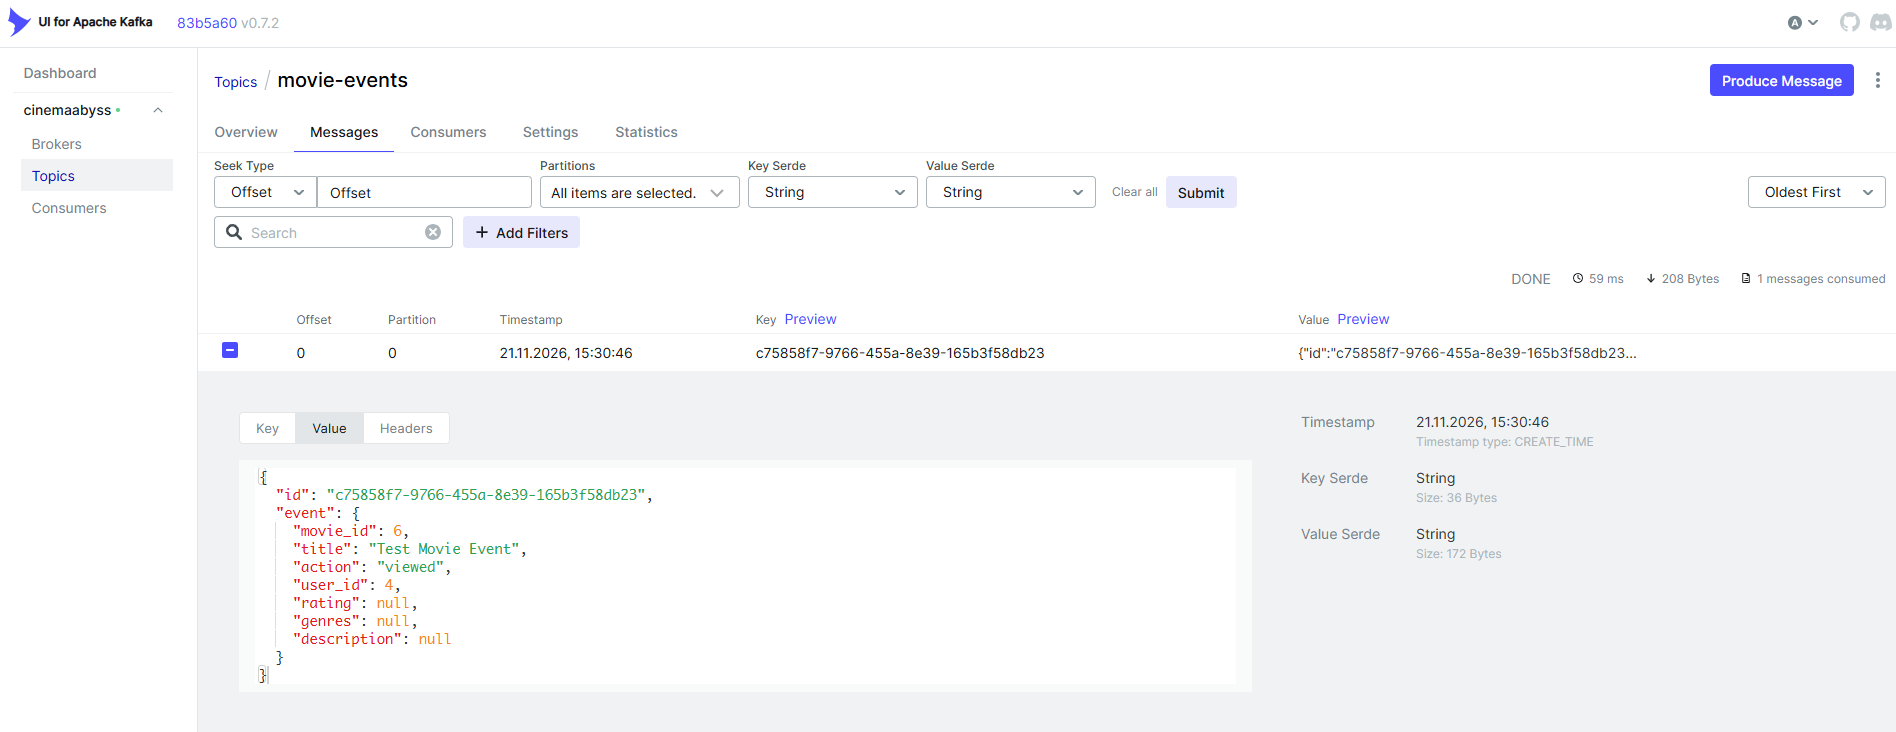 UI for Apache Kafka 83b5a60 v0.7.2 A
Dashboard
cinemaabyss
Brokers
Topics
Consumers
Topics / movie-events
Produce Message
Overview Messages Consumers Settings Statistics
Seek Type Partitions Key Serde Value Serde
Offset Offset All items are selected. String String Clear all Submit Oldest First
Search Add Filters
DONE 59 ms 208 Bytes 1 messages consumed
Offset Partition Timestamp Key Preview Value Preview
0 0 21.11.2026, 15:30:46 c75858f7-9766-455a-8e39-165b3f58db23 {"id":"c75858f7-9766-455a-8e39-165b3f58db23...
Key Value Headers
{
"id": "c75858f7-9766-455a-8e39-165b3f58db23",
"event": {
"movie_id": 6,
"title": "Test Movie Event",
"action": "viewed",
"user_id": 4,
"rating": null,
"genres": null,
"description": null
}
}
Timestamp 21.11.2026, 15:30:46
Timestamp type: CREATE_TIME
Key Serde String
Size: 36 Bytes
Value Serde String
Size: 172 Bytes